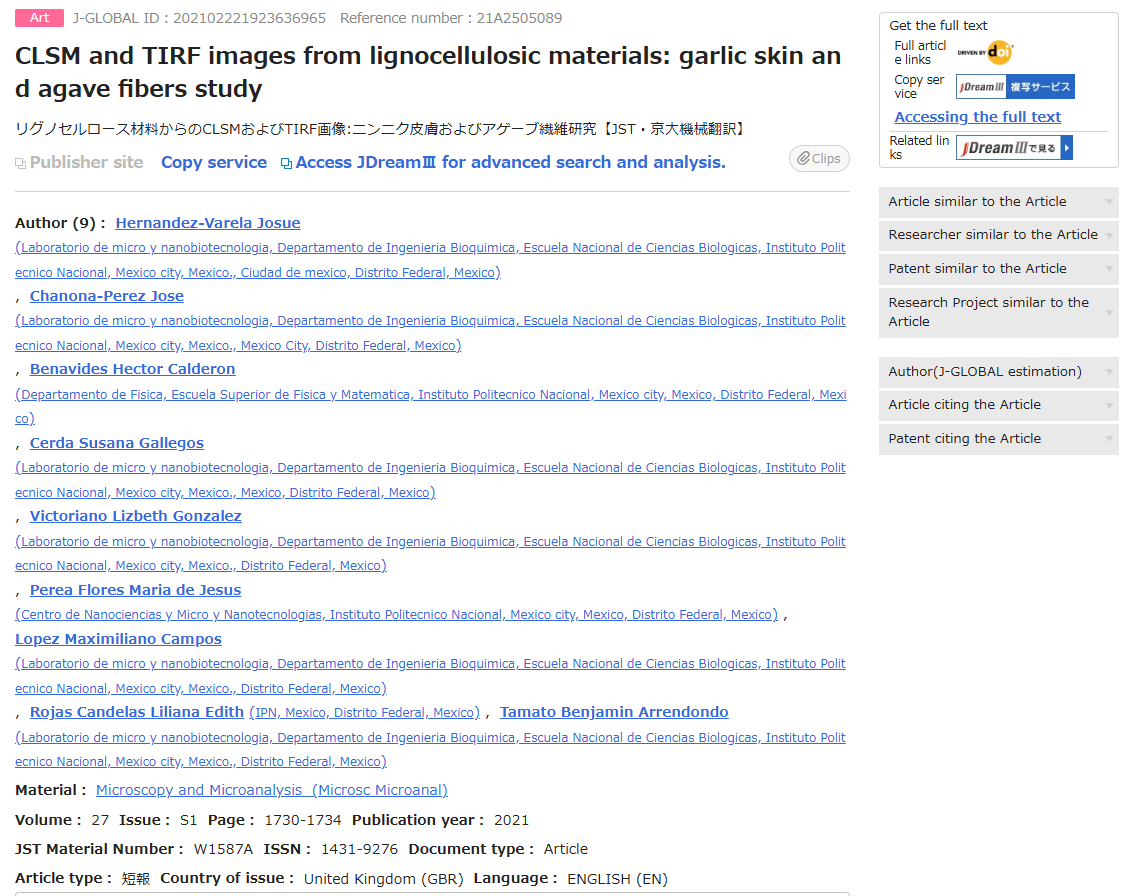 Art J-GLOBAL ID : 202102221923636965 Reference number : 21A2505089
CLSM and TIRF images from lignocellulosic materials: garlic skin an
d agave fibers study
リグノセルロース材料からのCLSMおよびTIRF画像:ニンニク皮膚およびアゲーブ繊維研究【JST・京大機械翻訳】
Publisher site Copy service Access JDreamⅢ for advanced search and analysis.
Clips
Author (9) : Hernandez-Varela Josue
(Laboratorio de micro y nanobiotecnologia, Departamento de Ingenieria Bioquimica, Escuela Nacional de Ciencias Biologicas, Instituto Polit
ecnico Nacional, Mexico city, Mexico., Ciudad de mexico, Distrito Federal, Mexico)
, Chanona-Perez Jose
(Laboratorio de micro y nanobiotecnologia, Departamento de Ingenieria Bioquimica, Escuela Nacional de Ciencias Biologicas, Instituto Polit
ecnico Nacional, Mexico city, Mexico., Mexico City, Distrito Federal, Mexico)
, Benavides Hector Calderon
(Departamento de Fisica, Escuela Superior de Fisica y Matematica, Instituto Politecnico Nacional, Mexico city, Mexico, Distrito Federal, Mexi
co)
, Cerda Susana Gallegos
(Laboratorio de micro y nanobiotecnologia, Departamento de Ingenieria Bioquimica, Escuela Nacional de Ciencias Biologicas, Instituto Polit
ecnico Nacional, Mexico city, Mexico., Mexico, Distrito Federal, Mexico)
, Victoriano Lizbeth Gonzalez
(Laboratorio de micro y nanobiotecnologia, Departamento de Ingenieria Bioquimica, Escuela Nacional de Ciencias Biologicas, Instituto Polit
ecnico Nacional, Mexico city, Mexico., Distrito Federal, Mexico)
, Perea Flores Maria de Jesus
(Centro de Nanociencias y Micro y Nanotecnologias, Instituto Politecnico Nacional, Mexico city, Mexico, Distrito Federal, Mexico) ,
Lopez Maximiliano Campos
(Laboratorio de micro y nanobiotecnologia, Departamento de Ingenieria Bioquimica, Escuela Nacional de Ciencias Biologicas, Instituto Polit
ecnico Nacional, Mexico city, Mexico., Distrito Federal, Mexico)
, Rojas Candelas Liliana Edith (IPN, Mexico, Distrito Federal, Mexico) , Tamato Benjamin Arrendondo
(Laboratorio de micro y nanobiotecnologia, Departamento de Ingenieria Bioquimica, Escuela Nacional de Ciencias Biologicas, Instituto Polit
ecnico Nacional, Mexico city, Mexico., Distrito Federal, Mexico)
Material : Microscopy and Microanalysis (Microsc Microanal)
Volume : 27 Issue : S1 Page : 1730-1734 Publication year : 2021
JST Material Number : W1587A ISSN : 1431-9276 Document type : Article
Article type : 短報 Country of issue : United Kingdom (GBR) Language : ENGLISH (EN)
Get the full text
Full articl
e links
DRIVEN BY doi
Copy ser
vice
JDreamⅢ 複写サービス
Accessing the full text
Related lin
ks
JDreamⅢで見る
Article similar to the Article
Researcher similar to the Article
Patent similar to the Article
Research Project similar to the
Article
Author(J-GLOBAL estimation)
Article citing the Article
Patent citing the Article